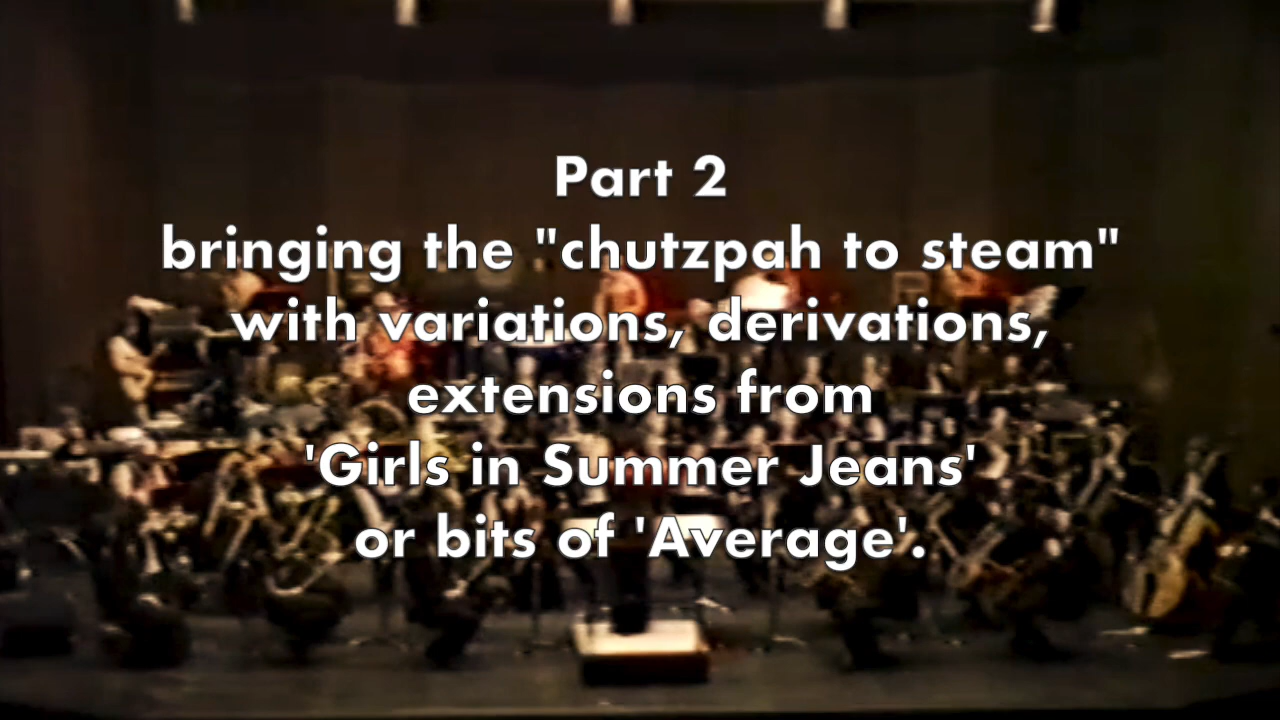 Part 2
bringing the "chutzpah to steam"
with variations, derivations,
extensions from
'Girls in Summer Jeans'
or bits of 'Average'.